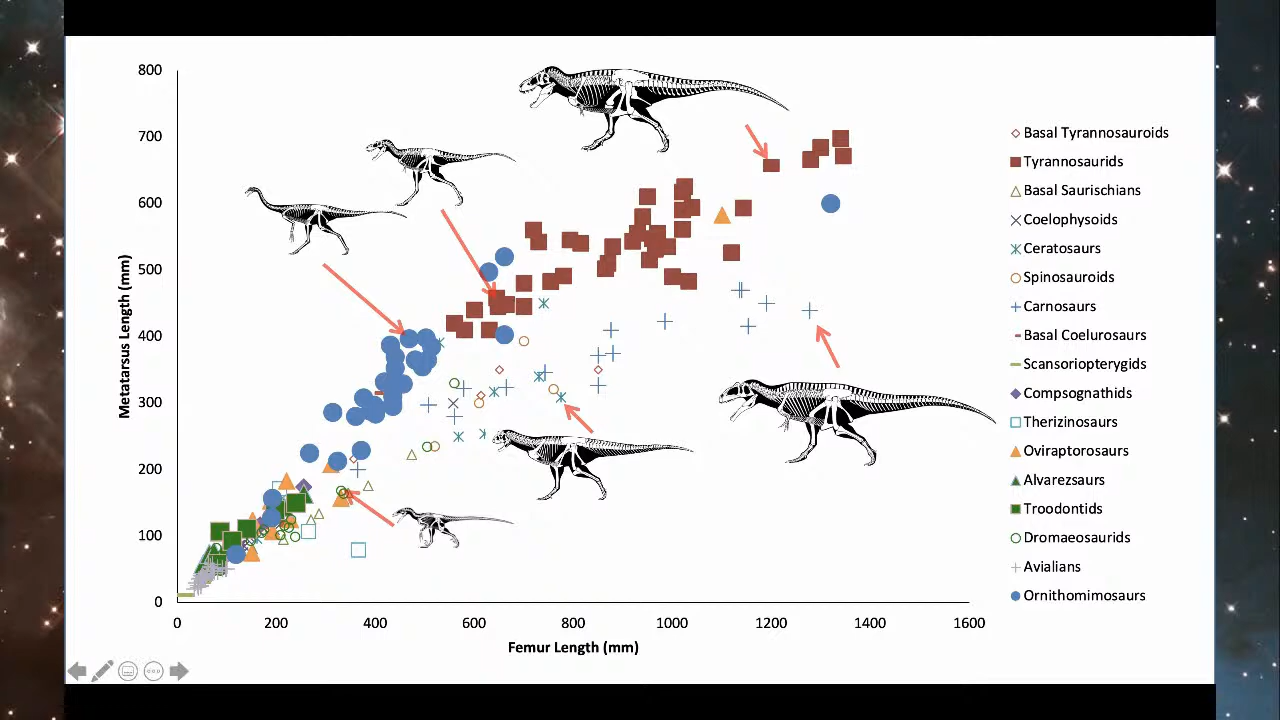 800
700
600
500
400
300
200
100
0
Metatarsus Length (mm)
0 200 400 600 800 1000 1200 1400 1600
Femur Length (mm)
Basal Tyrannosauroids
Tyrannosaurids
Basal Saurischians
Coelophysoids
Ceratosaurs
Spinosauroids
Carnosaurs
Basal Coelurosaurs
Scansoriopterygids
Compsognathids
Therizinosaurs
Oviraptorosaurs
Alvarezsaurs
Troodontids
Dromaeosaurids
Avialians
Ornithomimosaurs